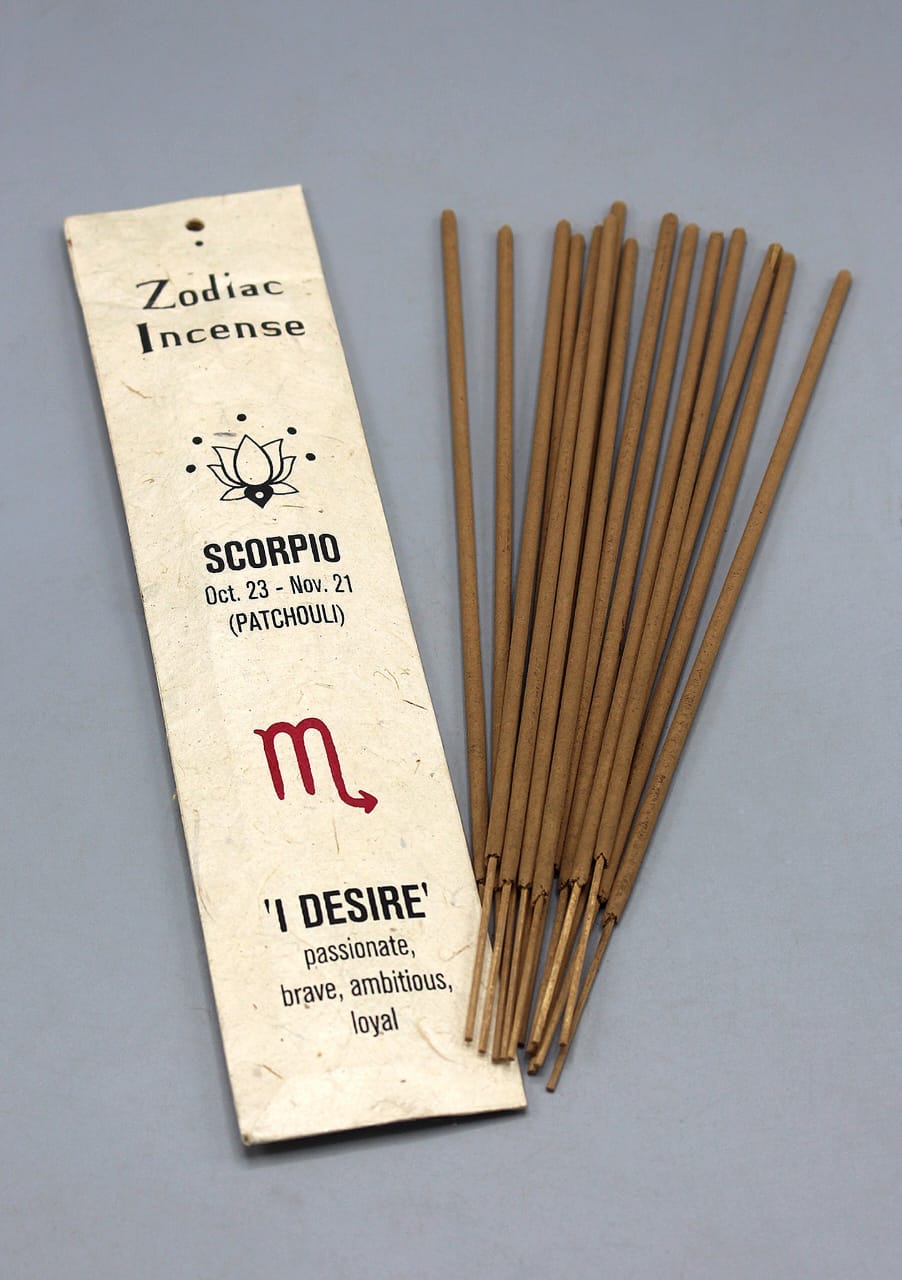 Zodiac
Incense
SCORPIO
Oct. 23 - Nov. 21
(PATCHOULI)
'I DESIRE'
passionate,
brave, ambitious,
loyal